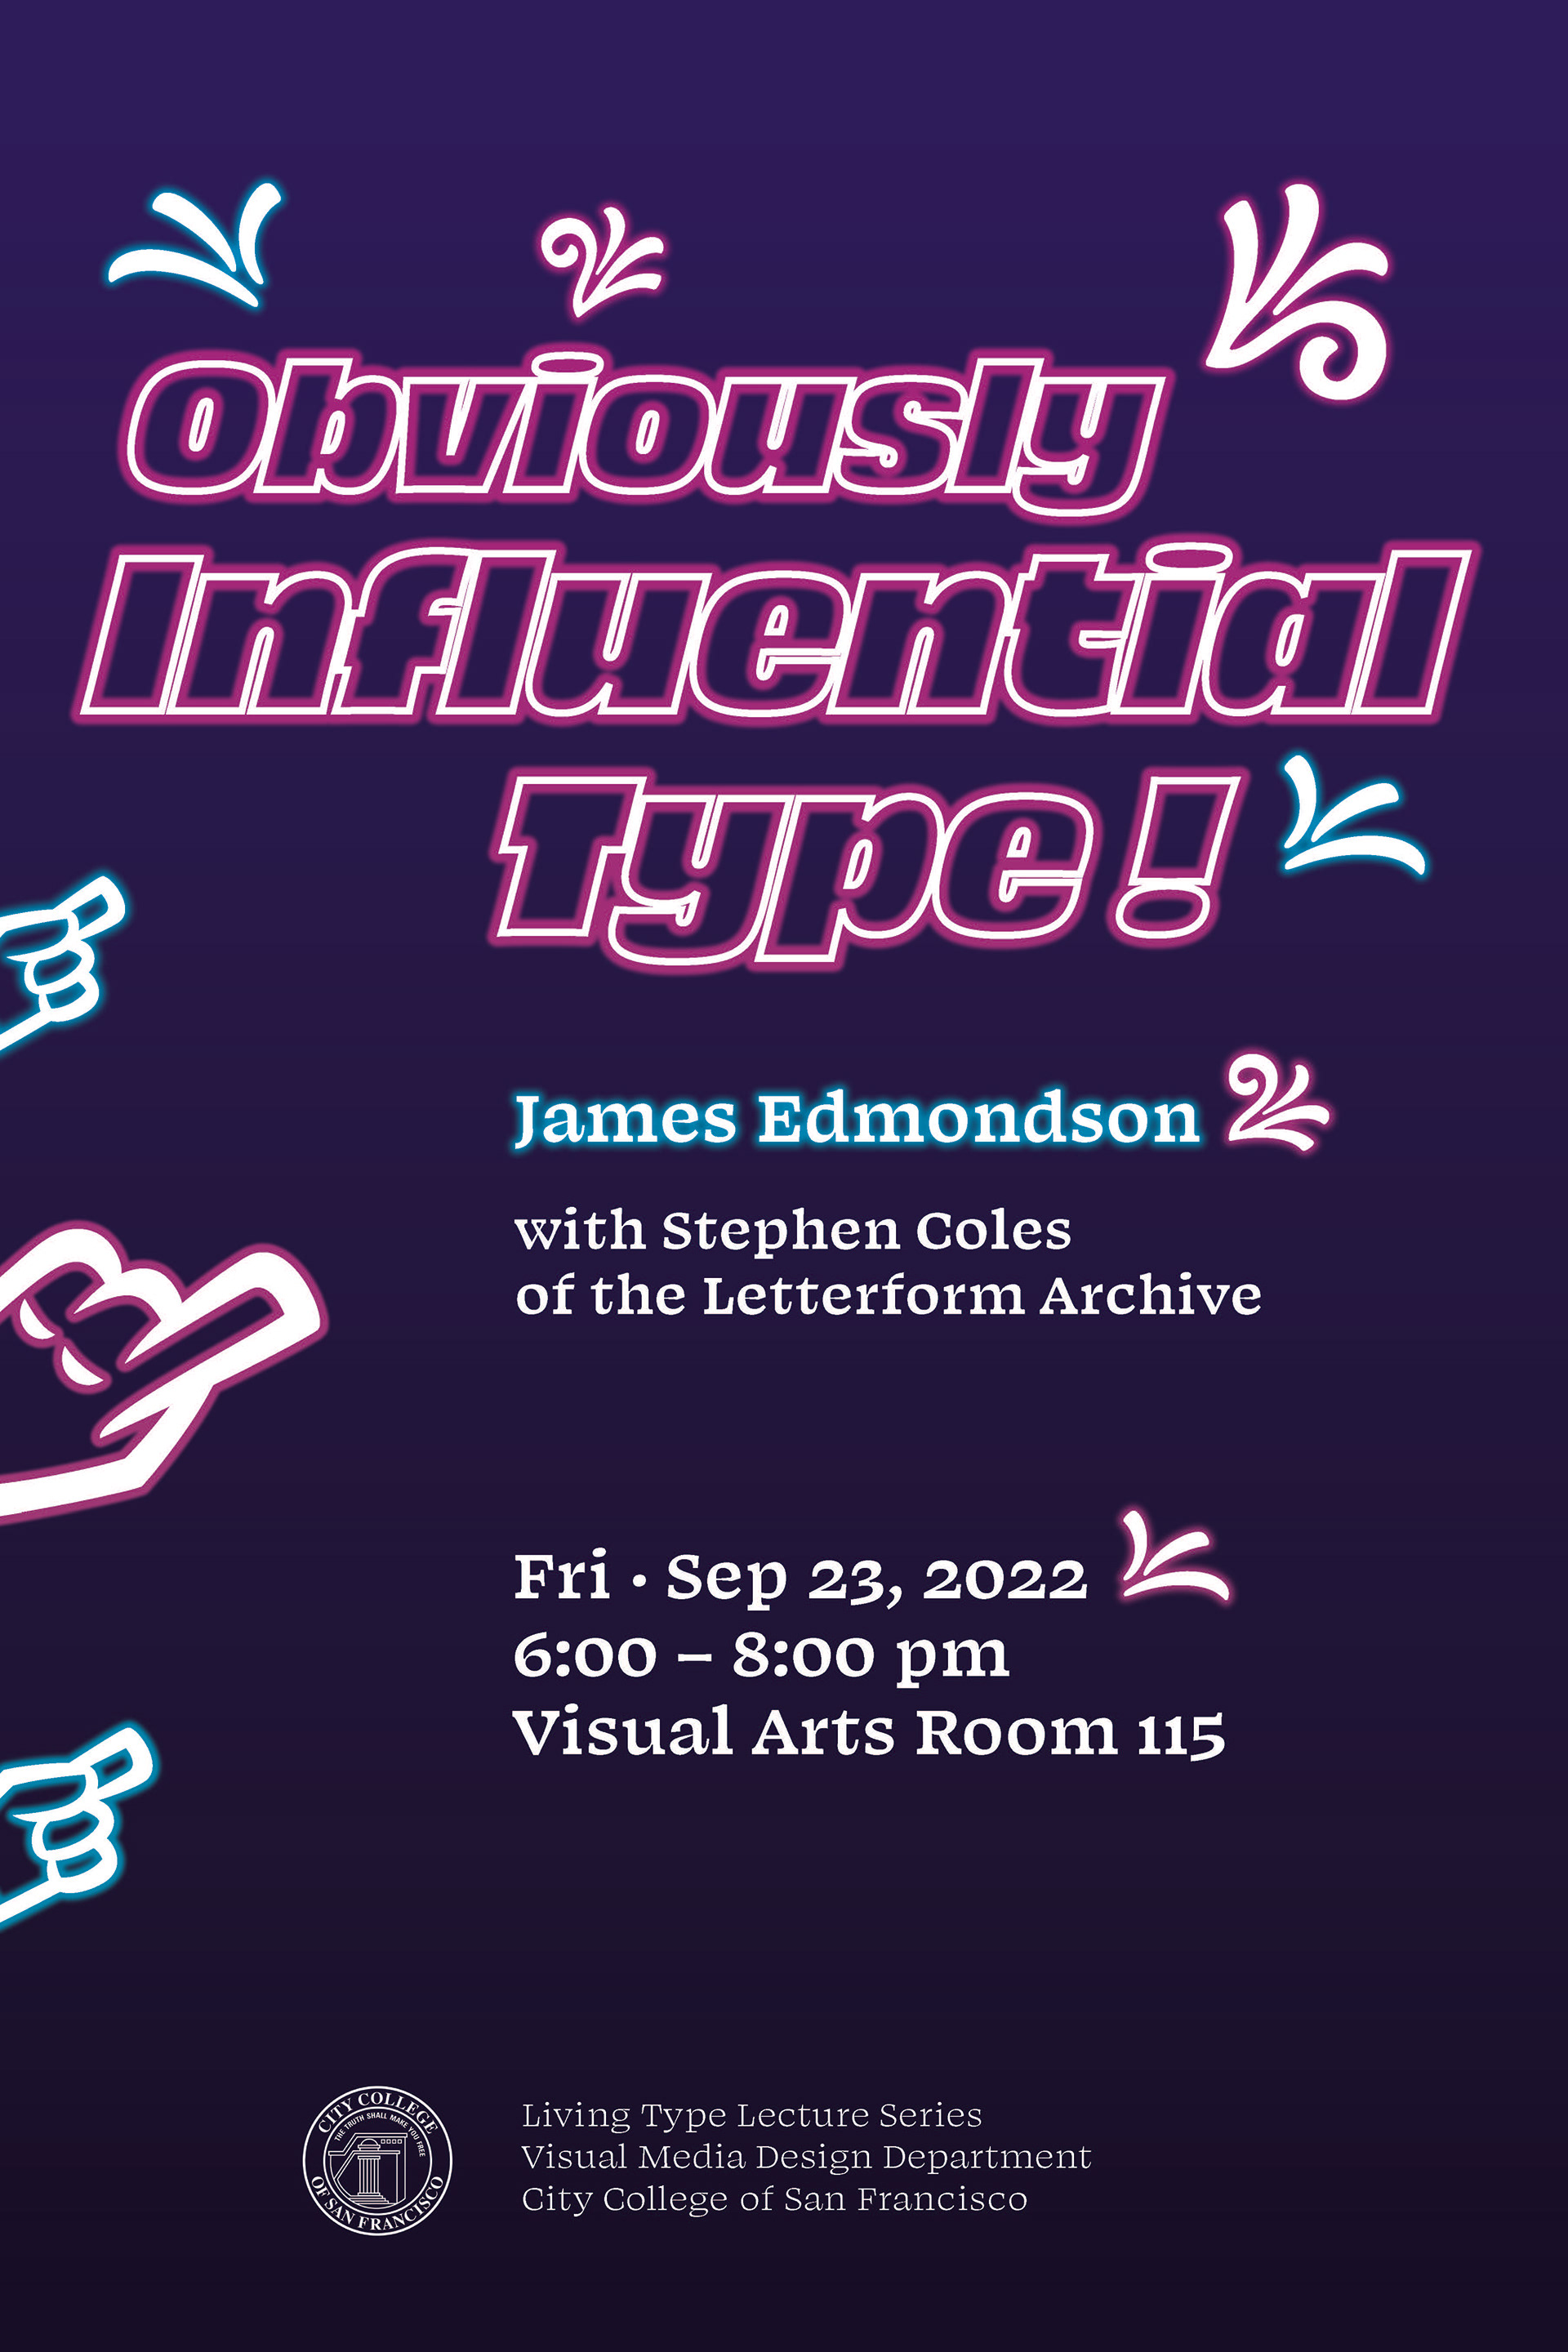 Obviously
Influential
Type!
James Edmondson
with Stephen Coles
of the Letterform Archive
Fri · Sep 23, 2022
6:00 – 8:00 pm
Visual Arts Room 115
CITY COLLEGE
THE TRUTH SHALL MAKE YOU FREE
OF SAN FRANCISCO
Living Type Lecture Series
Visual Media Design Department
City College of San Francisco